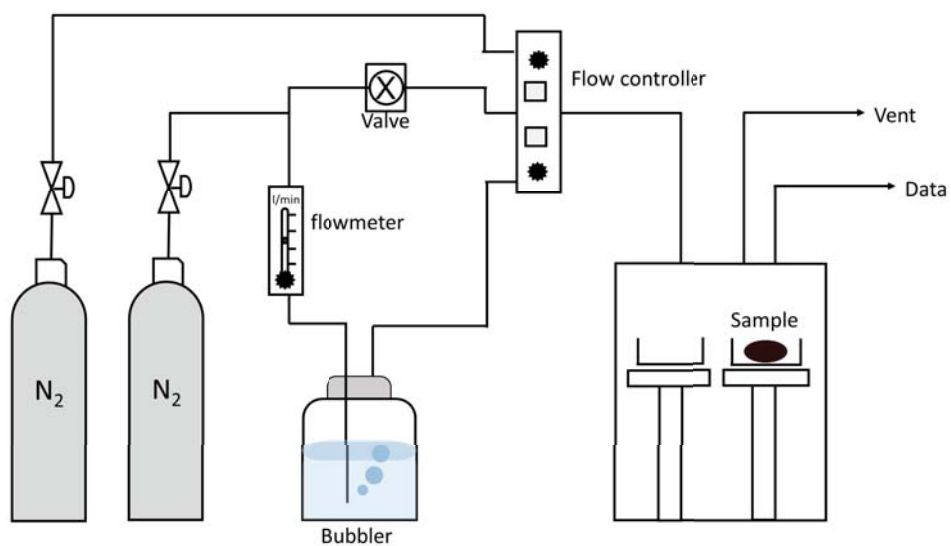 Flow controller
Valve
Vent
Data
l/min
flowmeter
Sample
N₂
N₂
Bubbler